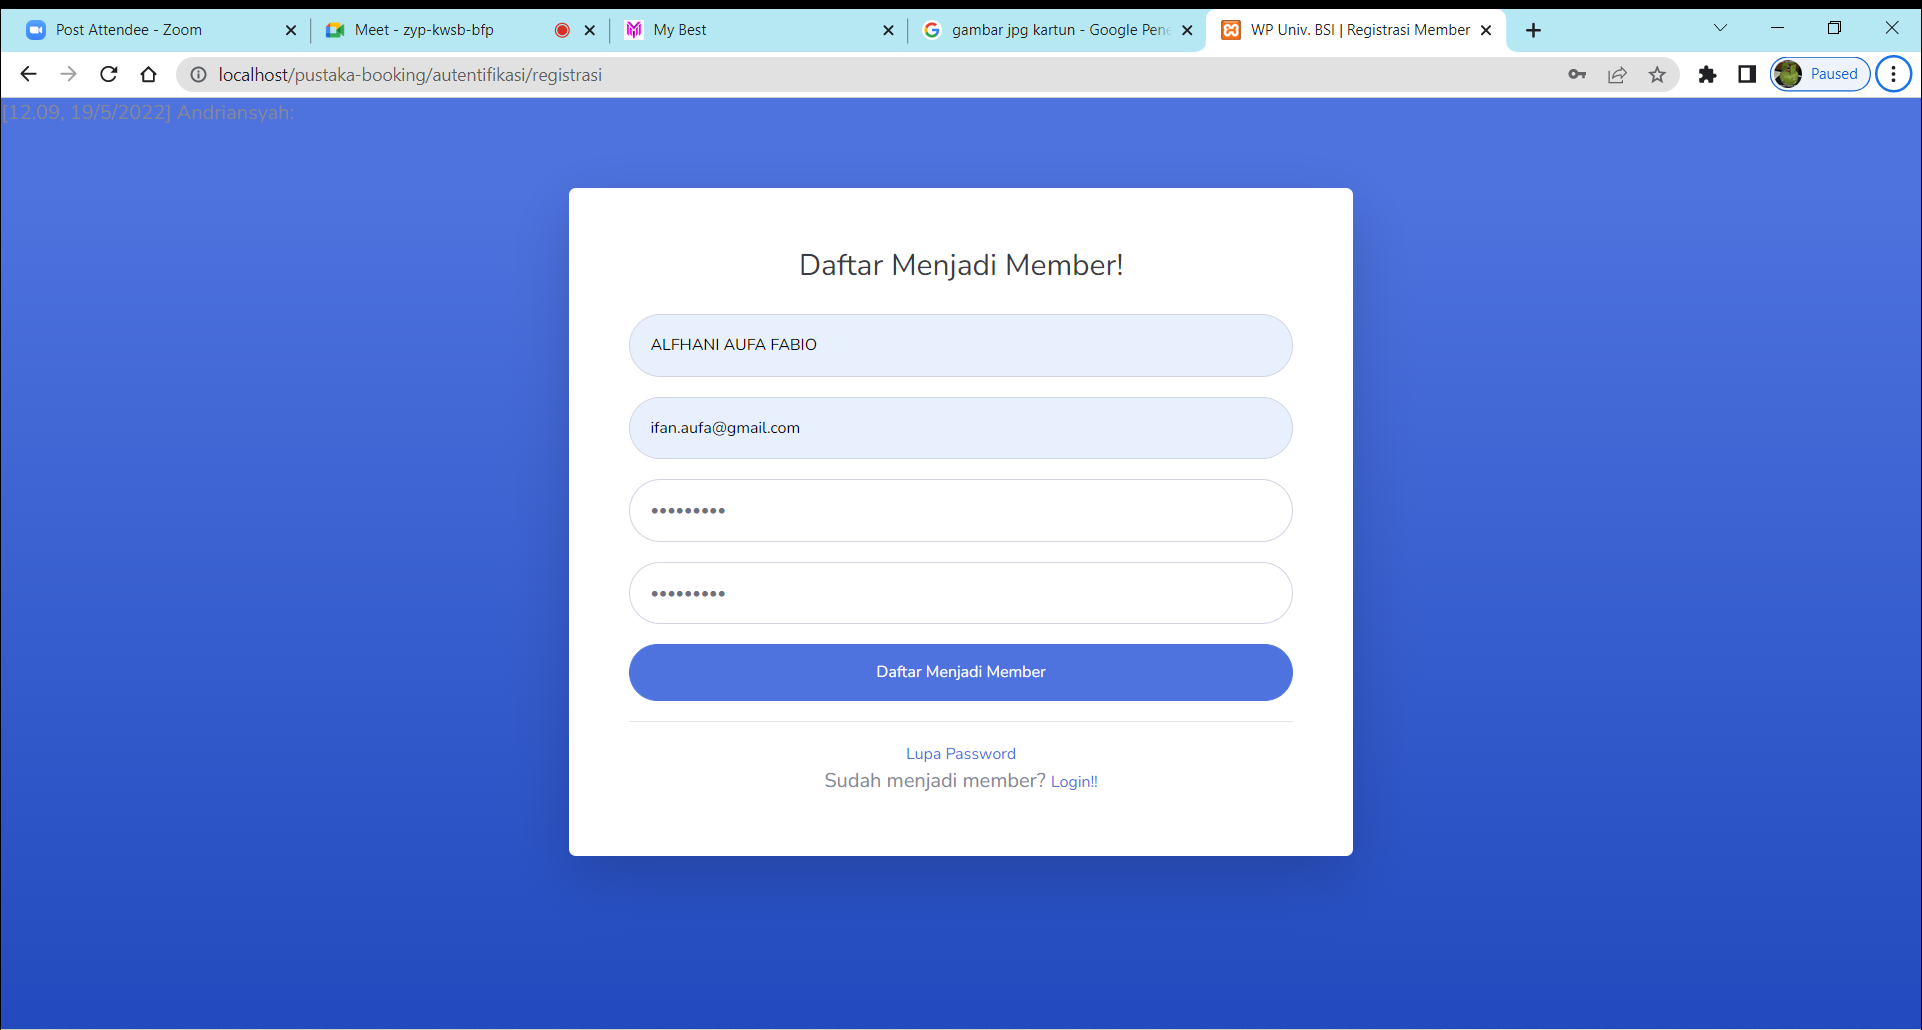 Post Attendee - Zoom
Meet - zyp-kwsb-bfp
My Best
gambar jpg kartun - Google Pene
WP Univ. BSI | Registrasi Member
localhost/pustaka-booking/autentifikasi/registrasi
Paused
[12.09, 19/5/2022] Andriansyah:
Daftar Menjadi Member!
ALFHANI AUFA FABIO
ifan.aufa@gmail.com
•••••••••
•••••••••
Daftar Menjadi Member
Lupa Password
Sudah menjadi member? Login!!